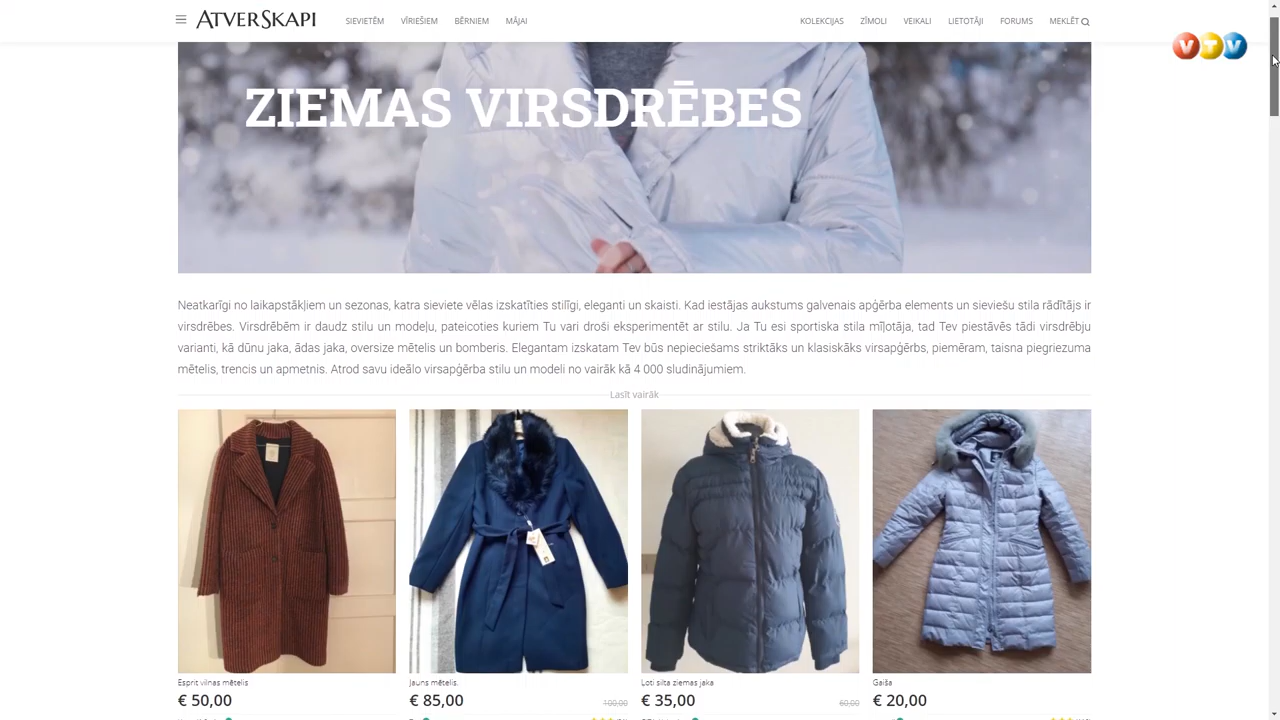 ATVERSKAPI SIEVIETĒM VĪRIEŠIEM BĒRNIEM MĀJAI KOLEKCIJAS ZĪMOLI VEIKALI LIETOTĀJI FORUMS MEKLĒT
VTV
ZIEMAS VIRSDRĒBES
Neatkarīgi no laikapstākļiem un sezonas, katra sieviete vēlas izskatīties stilīgi, eleganti un skaisti. Kad iestājas aukstums galvenais apģērba elements un sieviešu stila rādītājs ir
virsdrēbes. Virsdrēbēm ir daudz stilu un modeļu, pateicoties kuriem Tu vari droši eksperimentēt ar stilu. Ja Tu esi sportiska stila mīļotāja, tad Tev piestāvēs tādi virsdrēbju
varianti, kā dūnu jaka, ādas jaka, oversize mētelis un bomberis. Elegantam izskatam Tev būs nepieciešams striktāks un klasiskāks virsapģērbs, piemēram, taisna piegriezuma
mētelis, trencis un apmetnis. Atrod savu ideālo virsapģērba stilu un modeli no vairāk kā 4 000 sludinājumiem.
Lasīt vairāk
Esprit vilnas mētelis
€ 50,00
Jauns mētelis.
€ 85,00 100,00
Loti silta ziemas jaka
€ 35,00 60,00
Gaiša
€ 20,00